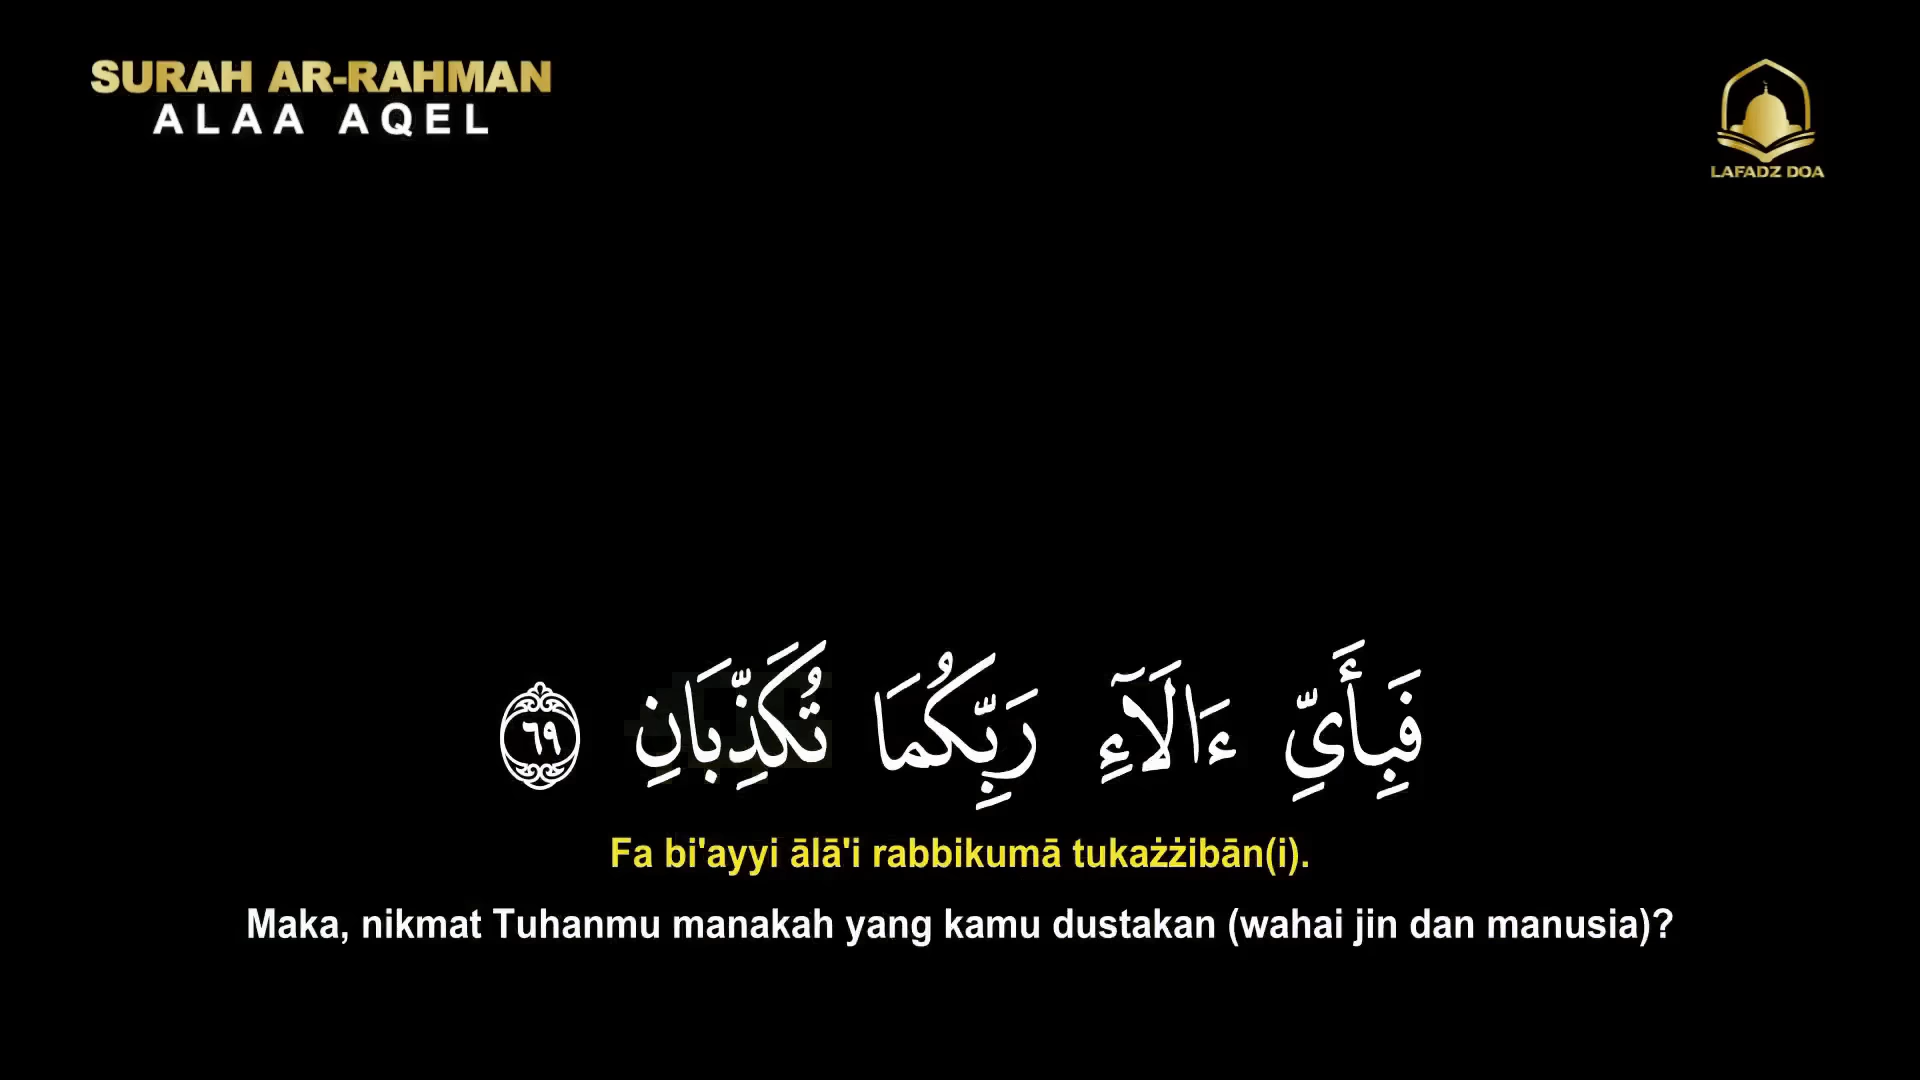 SURAH AR-RAHMAN
ALAA AQEL
LAFADZ DOA
فَبِأَيِّ ءَالَآءِ رَبِّكُمَا تُكَذِّبَانِ ٦٩
Fa bi'ayyi ālā'i rabbikumā tukażżibān(i).
Maka, nikmat Tuhanmu manakah yang kamu dustakan (wahai jin dan manusia)?